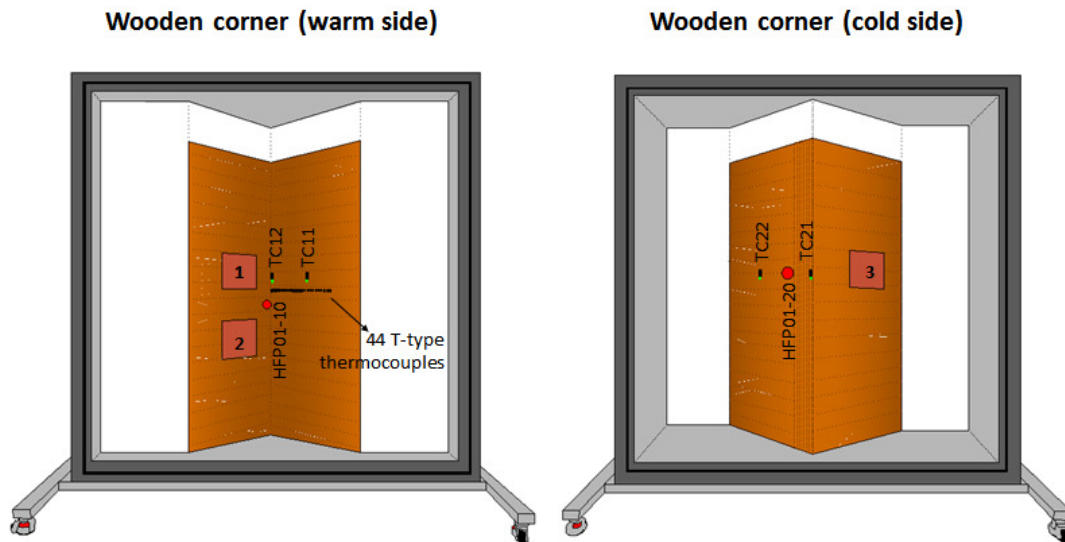 Wooden corner (warm side)
TC12
TC11
1
HFP01-10
2
44 T-type
thermocouples
Wooden corner (cold side)
TC22
HFP01-20
TC21
3